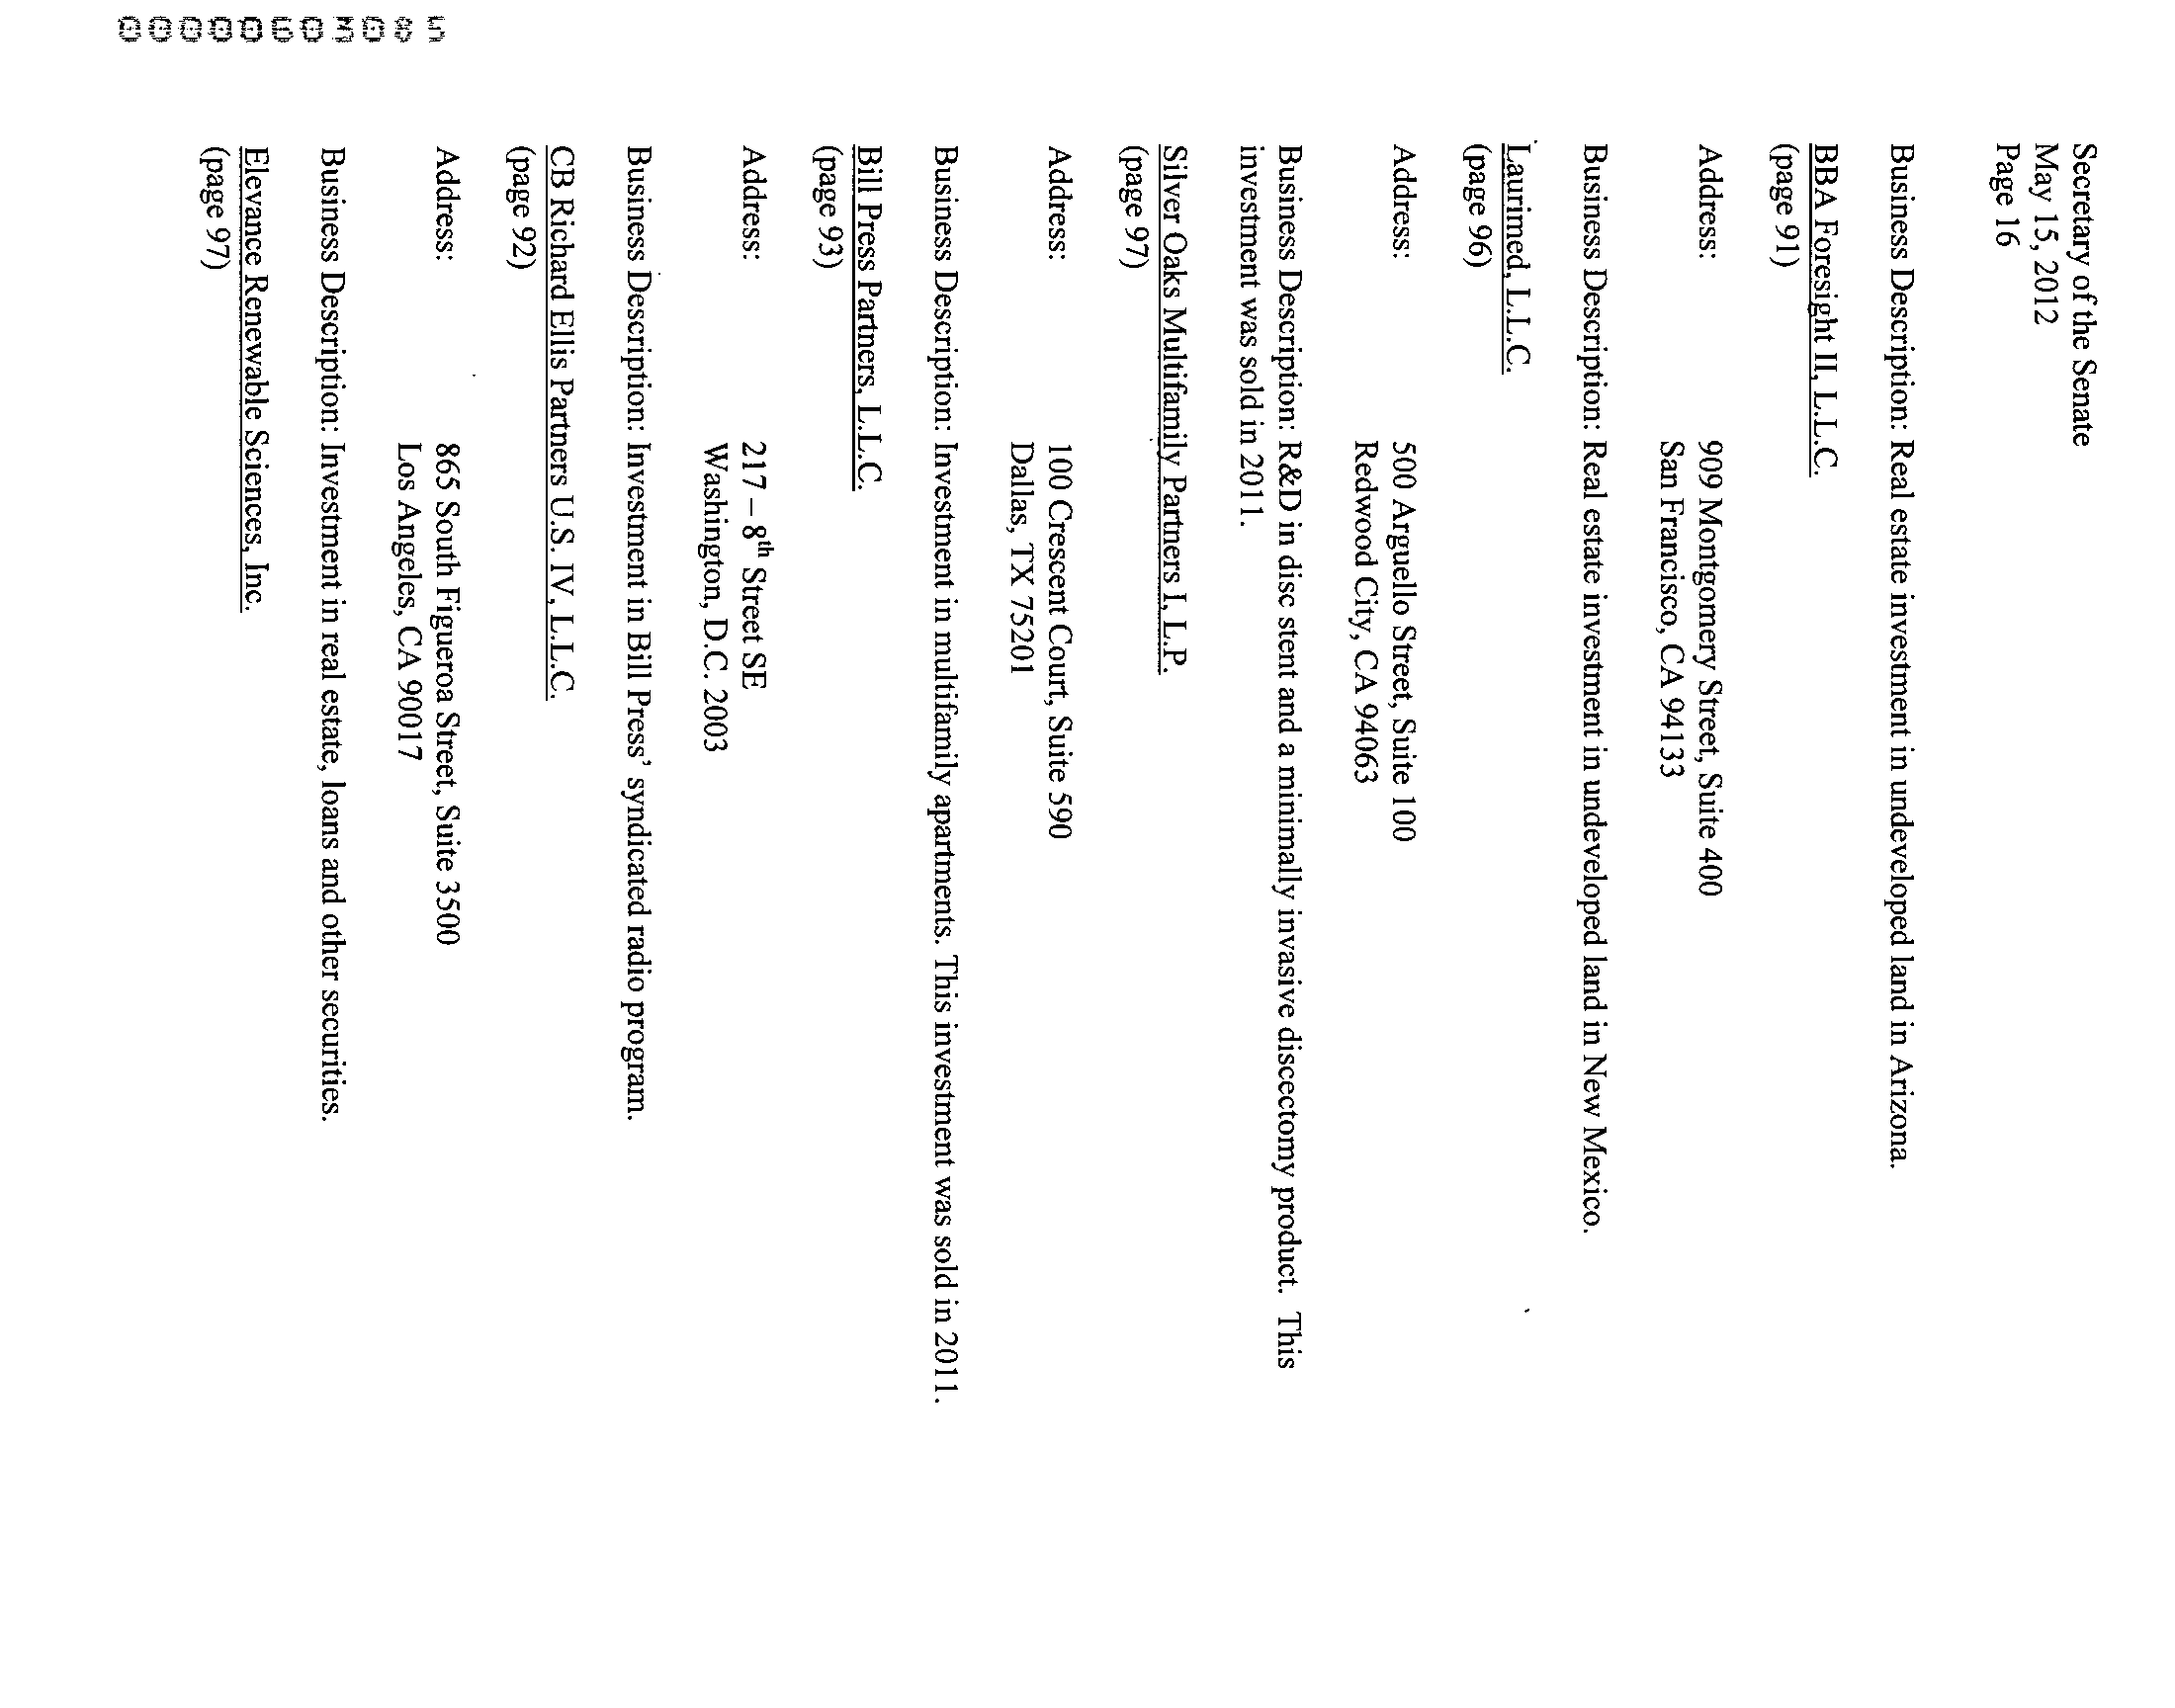 Secretary of the Senate
May 15, 2012
Page 16
Business Description: Real estate investment in undeveloped land in Arizona.
BBA Foresight II, L.L.C.
(page 91)
Address: 909 Montgomery Street, Suite 400
San Francisco, CA 94133
Business Description: Real estate investment in undeveloped land in New Mexico.
Laurimed, L.L.C.
(page 96)
Address: 500 Arguello Street, Suite 100
Redwood City, CA 94063
Business Description: R&D in disc stent and a minimally invasive discectomy product. This
investment was sold in 2011.
Silver Oaks Multifamily Partners I, L.P.
(page 97)
Address: 100 Crescent Court, Suite 590
Dallas, TX 75201
Business Description: Investment in multifamily apartments. This investment was sold in 2011.
Bill Press Partners, L.L.C.
(page 93)
Address: 217 – 8th Street SE
Washington, D.C. 2003
Business Description: Investment in Bill Press' syndicated radio program.
CB Richard Ellis Partners U.S. IV, L.L.C.
(page 92)
Address: 865 South Figueroa Street, Suite 3500
Los Angeles, CA 90017
Business Description: Investment in real estate, loans and other securities.
Elevance Renewable Sciences, Inc.
(page 97)